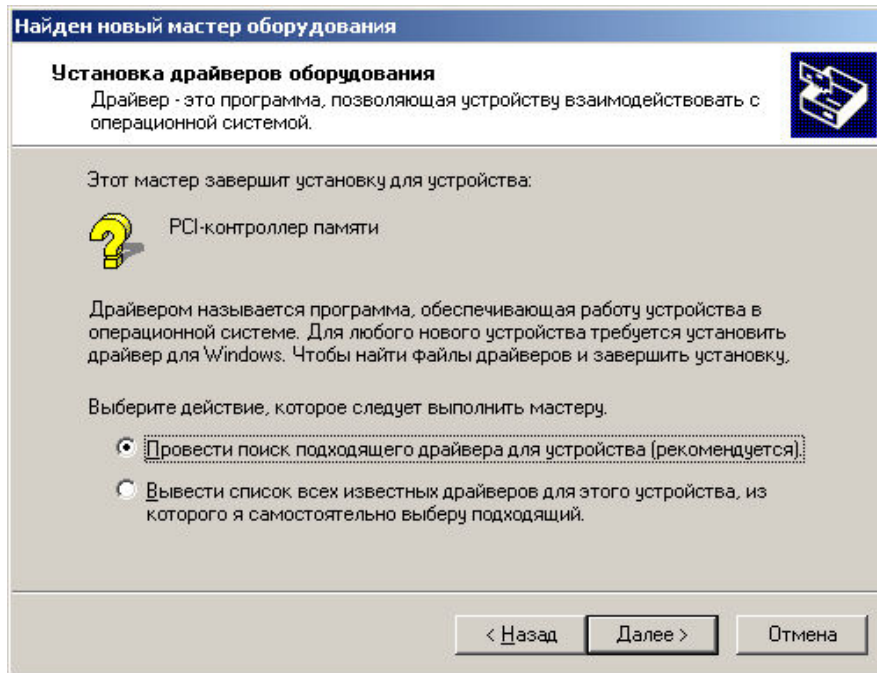 Найден новый мастер оборудования
Установка драйверов оборудования
Драйвер - это программа, позволяющая устройству взаимодействовать с
операционной системой.
Этот мастер завершит установку для устройства:
PCI-контроллер памяти
Драйвером называется программа, обеспечивающая работу устройства в
операционной системе. Для любого нового устройства требуется установить
драйвер для Windows. Чтобы найти файлы драйверов и завершить установку,
Выберите действие, которое следует выполнить мастеру.
Провести поиск подходящего драйвера для устройства (рекомендуется).
Вывести список всех известных драйверов для этого устройства, из
которого я самостоятельно выберу подходящий.
< Назад Далее > Отмена